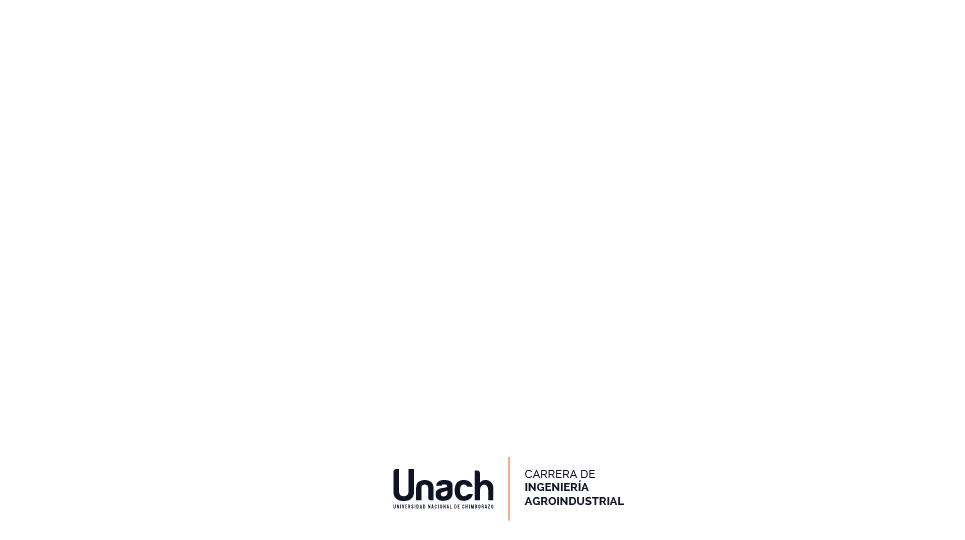 Unach
UNIVERSIDAD NACIONAL DE CHIMBORAZO
CARRERA DE
INGENIERÍA
AGROINDUSTRIAL